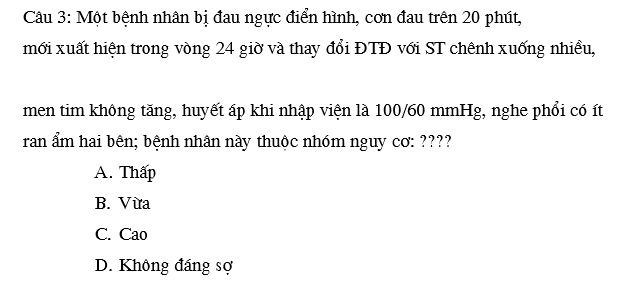 Câu 3: Một bệnh nhân bị đau ngực điển hình, cơn đau trên 20 phút,
mới xuất hiện trong vòng 24 giờ và thay đổi ĐTĐ với ST chênh xuống nhiều,
men tim không tăng, huyết áp khi nhập viện là 100/60 mmHg, nghe phổi có ít
ran ẩm hai bên; bệnh nhân này thuộc nhóm nguy cơ: ????
A. Thấp
B. Vừa
C. Cao
D. Không đáng sợ